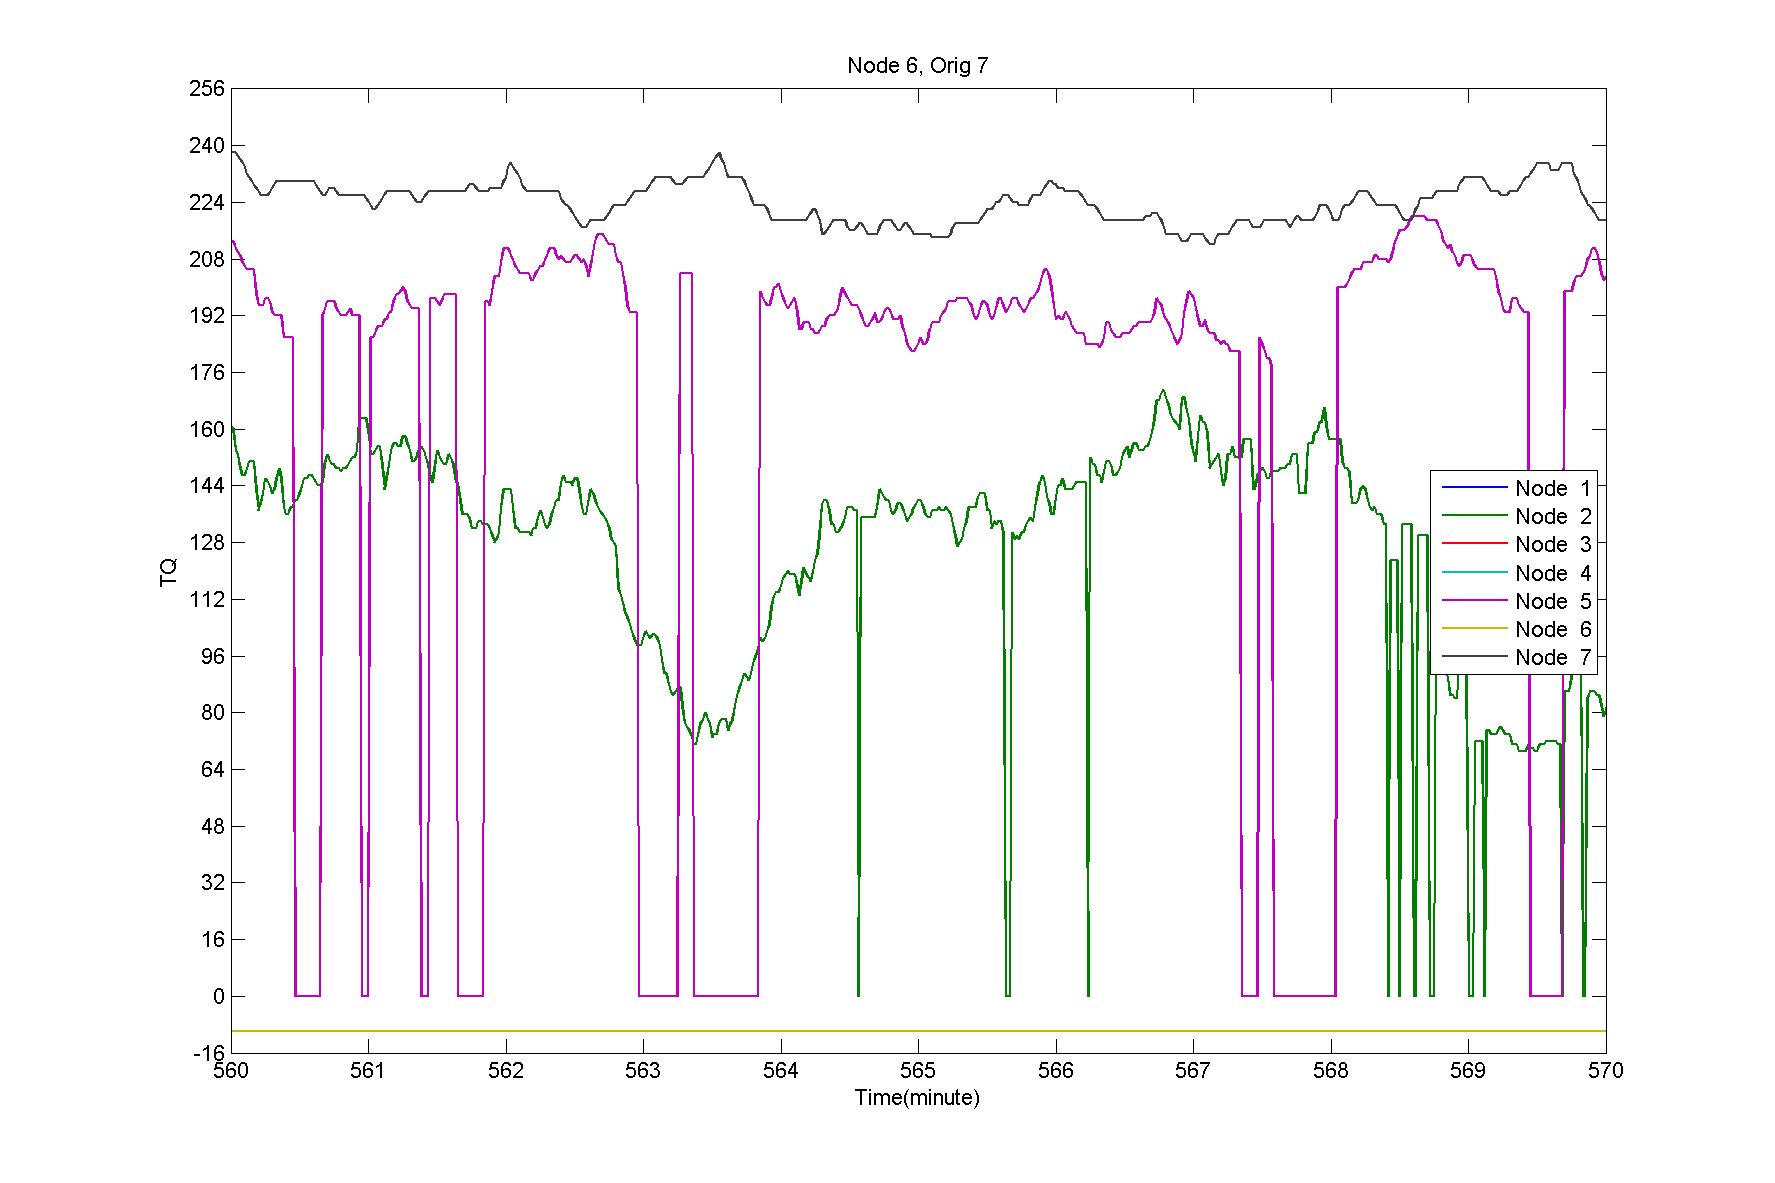 Node 6, Orig 7
256
240
224
208
192
176
160
144
128
112
96
80
64
48
32
16
0
-16
TQ
Node 1
Node 2
Node 3
Node 4
Node 5
Node 6
Node 7
560 561 562 563 564 565 566 567 568 569 570
Time(minute)